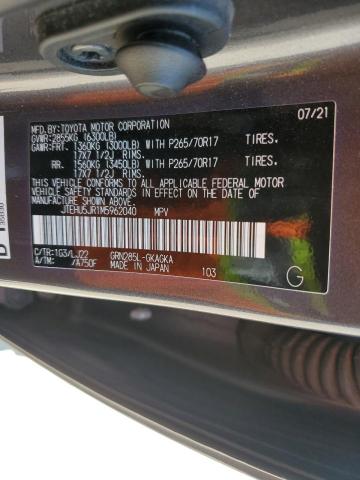 MFD.BY:TOYOTA MOTOR CORPORATION 07/21
GVWR:2855KG (6300LB)
GAWR:FRT. 1360KG (3000LB) WITH P265/70R17 TIRES.
17X7 1/2J RIMS.
RR. 1560KG (3450LB) WITH P265/70R17 TIRES.
17X7 1/2J RIMS.
THIS VEHICLE CONFORMS TO ALL APPLICABLE FEDERAL MOTOR
VEHICLE SAFETY STANDARDS IN EFFECT ON THE DATE OF
MANUFACTURE SHOWN ABOVE.
JTEHU5JR1M5962040 MPV
C/TR:1G3/LJ22 GRN285L-GKAGKA
A/TM: /A750F MADE IN JAPAN 103 G